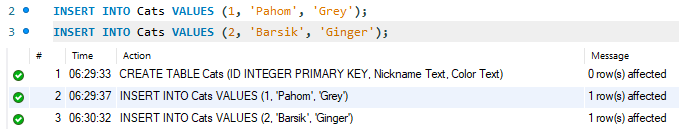 2 INSERT INTO Cats VALUES (1, 'Pahom', 'Grey');
3 INSERT INTO Cats VALUES (2, 'Barsik', 'Ginger');
# Time Action Message
1 06:29:33 CREATE TABLE Cats (ID INTEGER PRIMARY KEY, Nickname Text, Color Text) 0 row(s) affected
2 06:29:37 INSERT INTO Cats VALUES (1, 'Pahom', 'Grey') 1 row(s) affected
3 06:30:32 INSERT INTO Cats VALUES (2, 'Barsik', 'Ginger') 1 row(s) affected